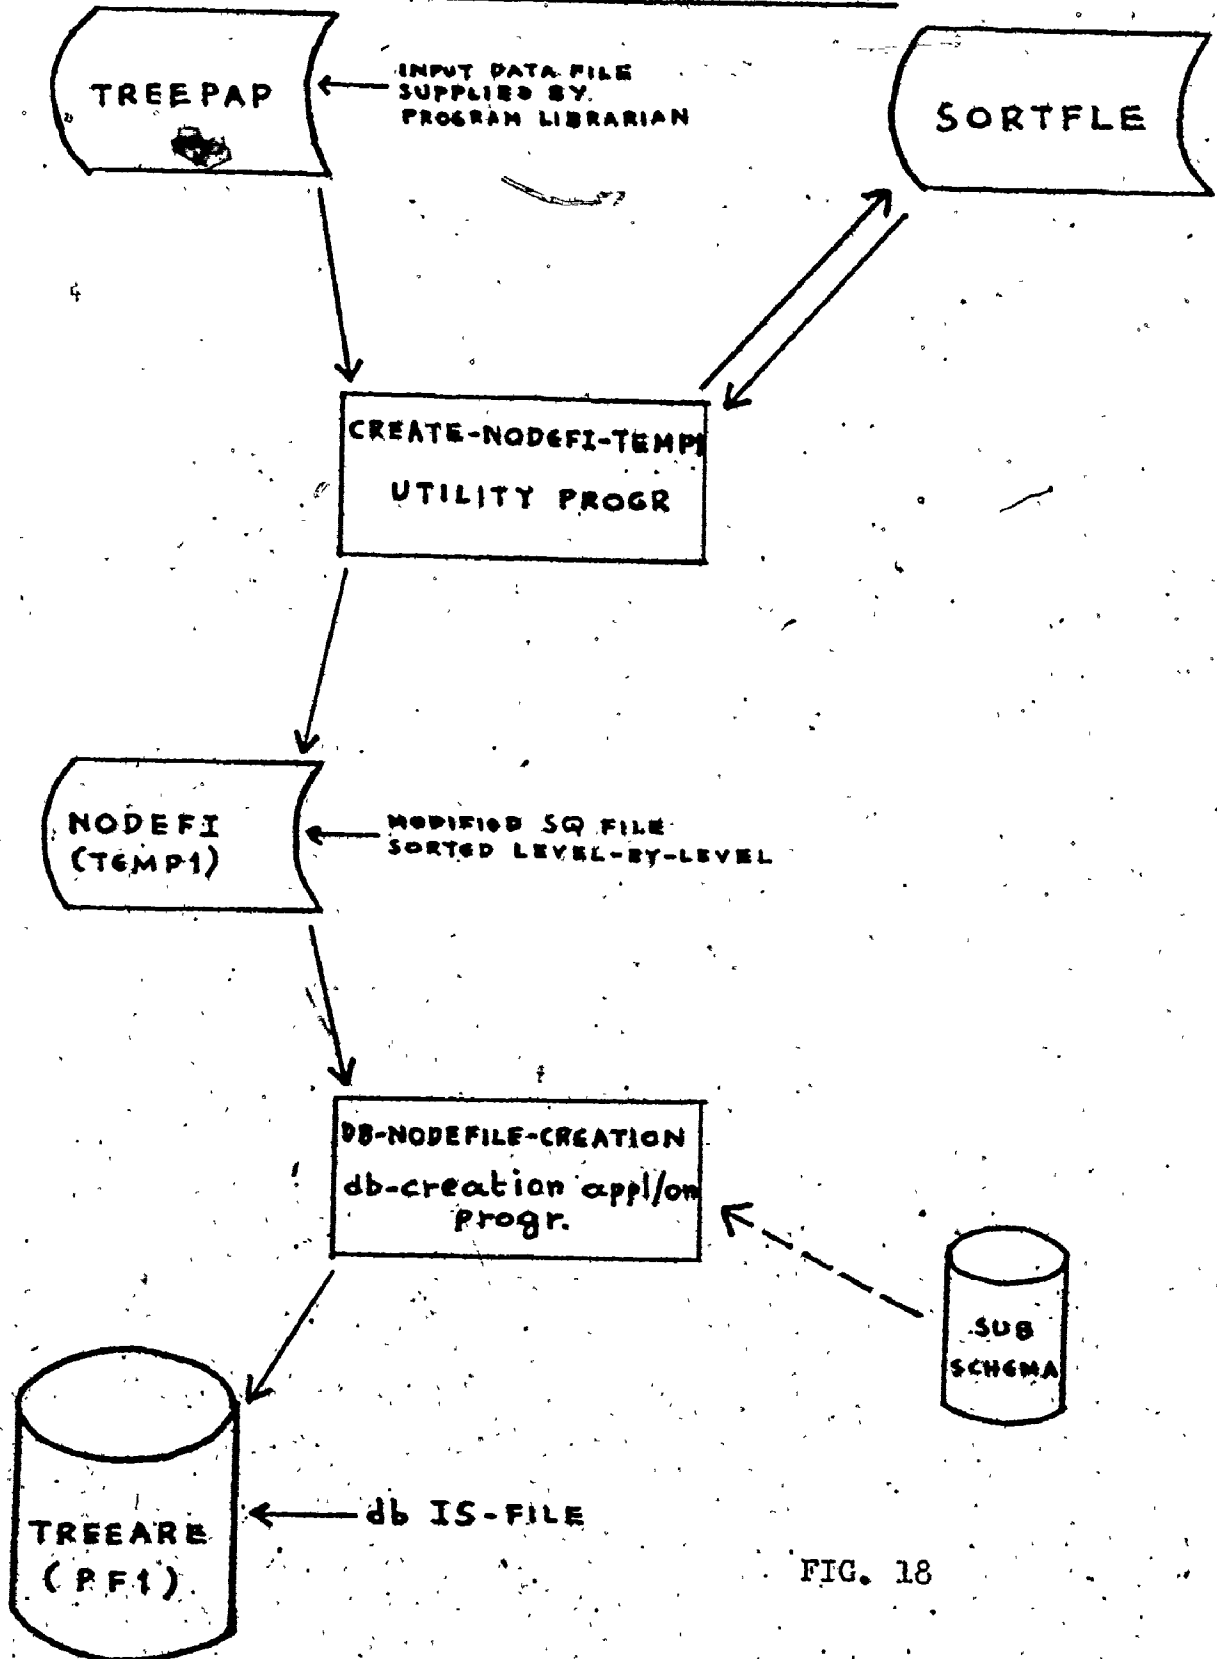 TREEPAP
INPUT DATA FILE
SUPPLIED BY
PROGRAM LIBRARIAN
SORTFLE
CREATE-NODEFI-TEMP1
UTILITY PROGR
NODEFI
(TEMP1)
MODIFIED SQ FILE
SORTED LEVEL-BY-LEVEL
DB-NODEFILE-CREATION
db-creation appl/on
progr.
SUB
SCHEMA
TREEARE
(PF1)
db IS-FILE
FIG. 18